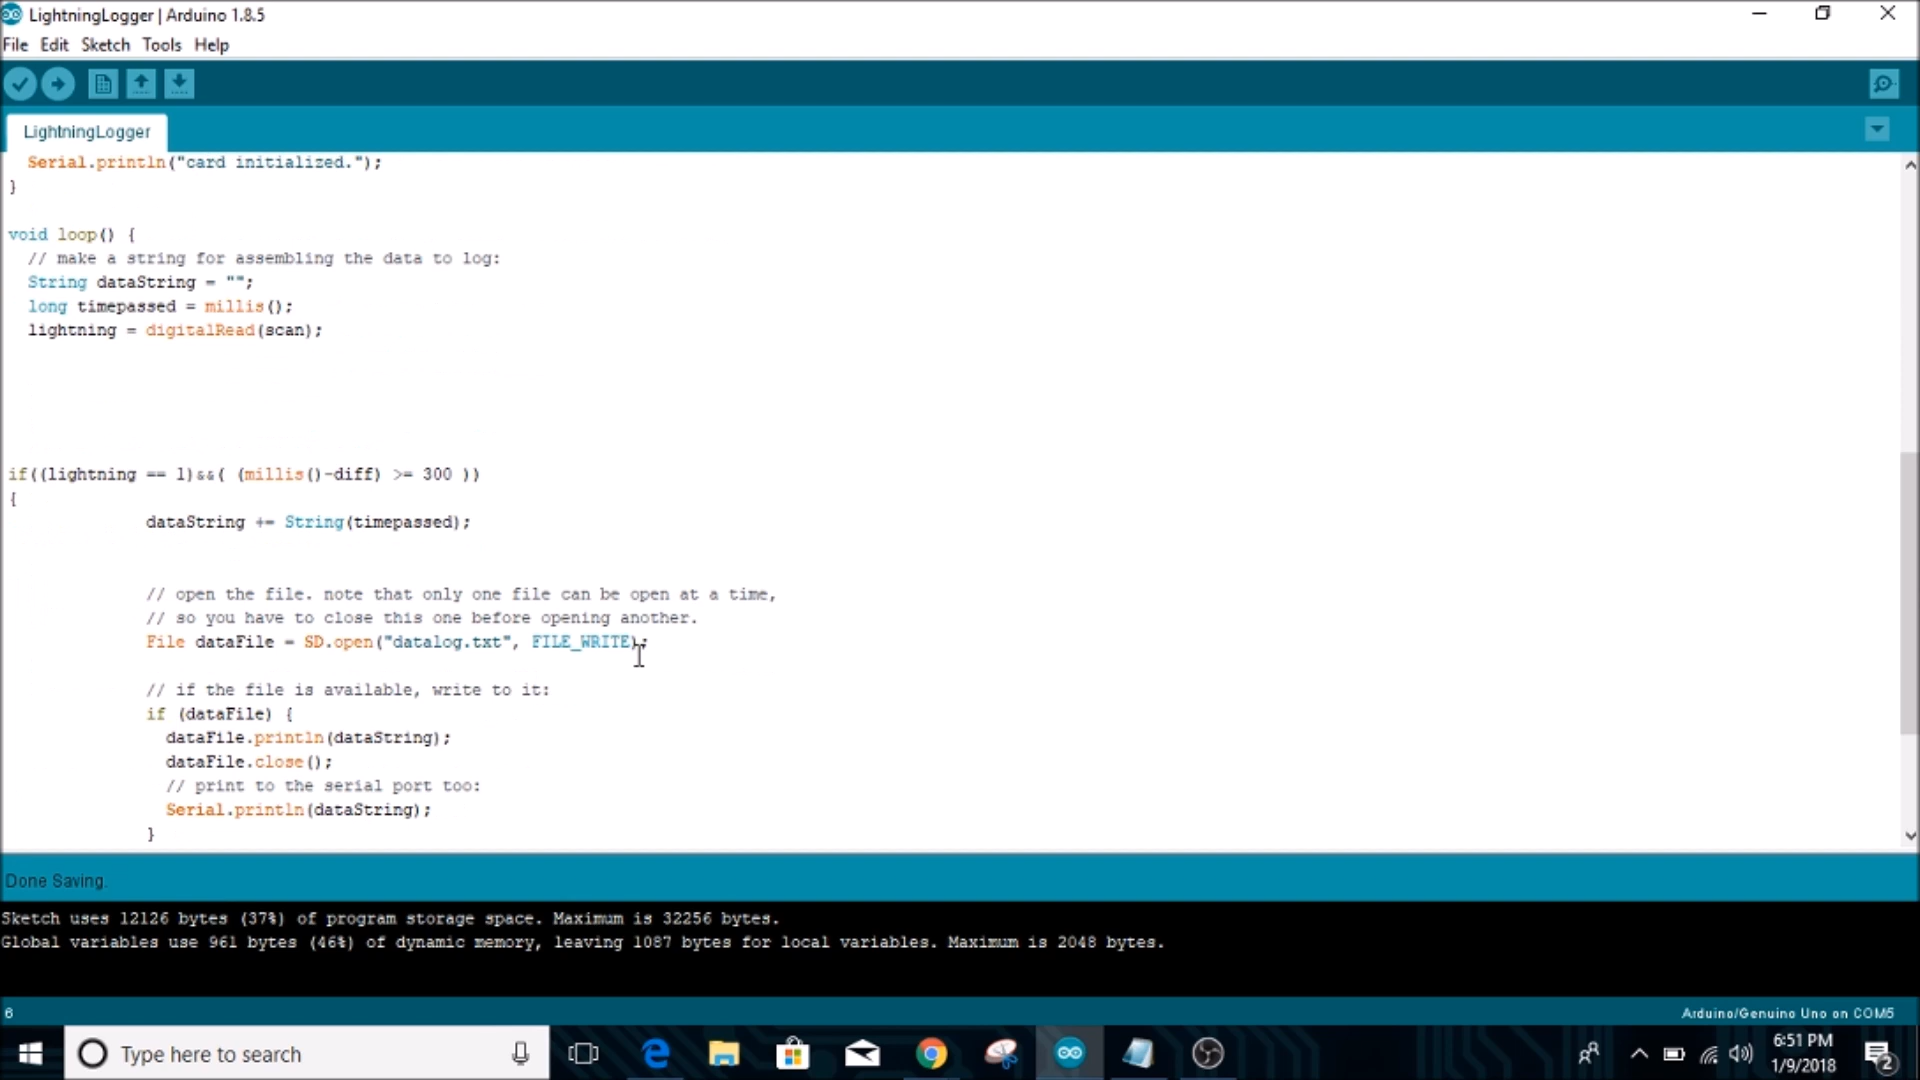 LightningLogger | Arduino 1.8.5
File Edit Sketch Tools Help
LightningLogger
Serial.println("card initialized.");
}
void loop() {
// make a string for assembling the data to log:
String dataString = "";
long timepassed = millis();
lightning = digitalRead(scan);
if((lightning == 1)&&( (millis()-diff) >= 300 ))
{
dataString += String(timepassed);
// open the file. note that only one file can be open at a time,
// so you have to close this one before opening another.
File dataFile = SD.open("datalog.txt", FILE_WRITE);
// if the file is available, write to it:
if (dataFile) {
dataFile.println(dataString);
dataFile.close();
// print to the serial port too:
Serial.println(dataString);
}
Done Saving.
Sketch uses 12126 bytes (37%) of program storage space. Maximum is 32256 bytes.
Global variables use 961 bytes (46%) of dynamic memory, leaving 1087 bytes for local variables. Maximum is 2048 bytes.
6 Arduino/Genuino Uno on COM5
Type here to search
6:51 PM
1/9/2018
2